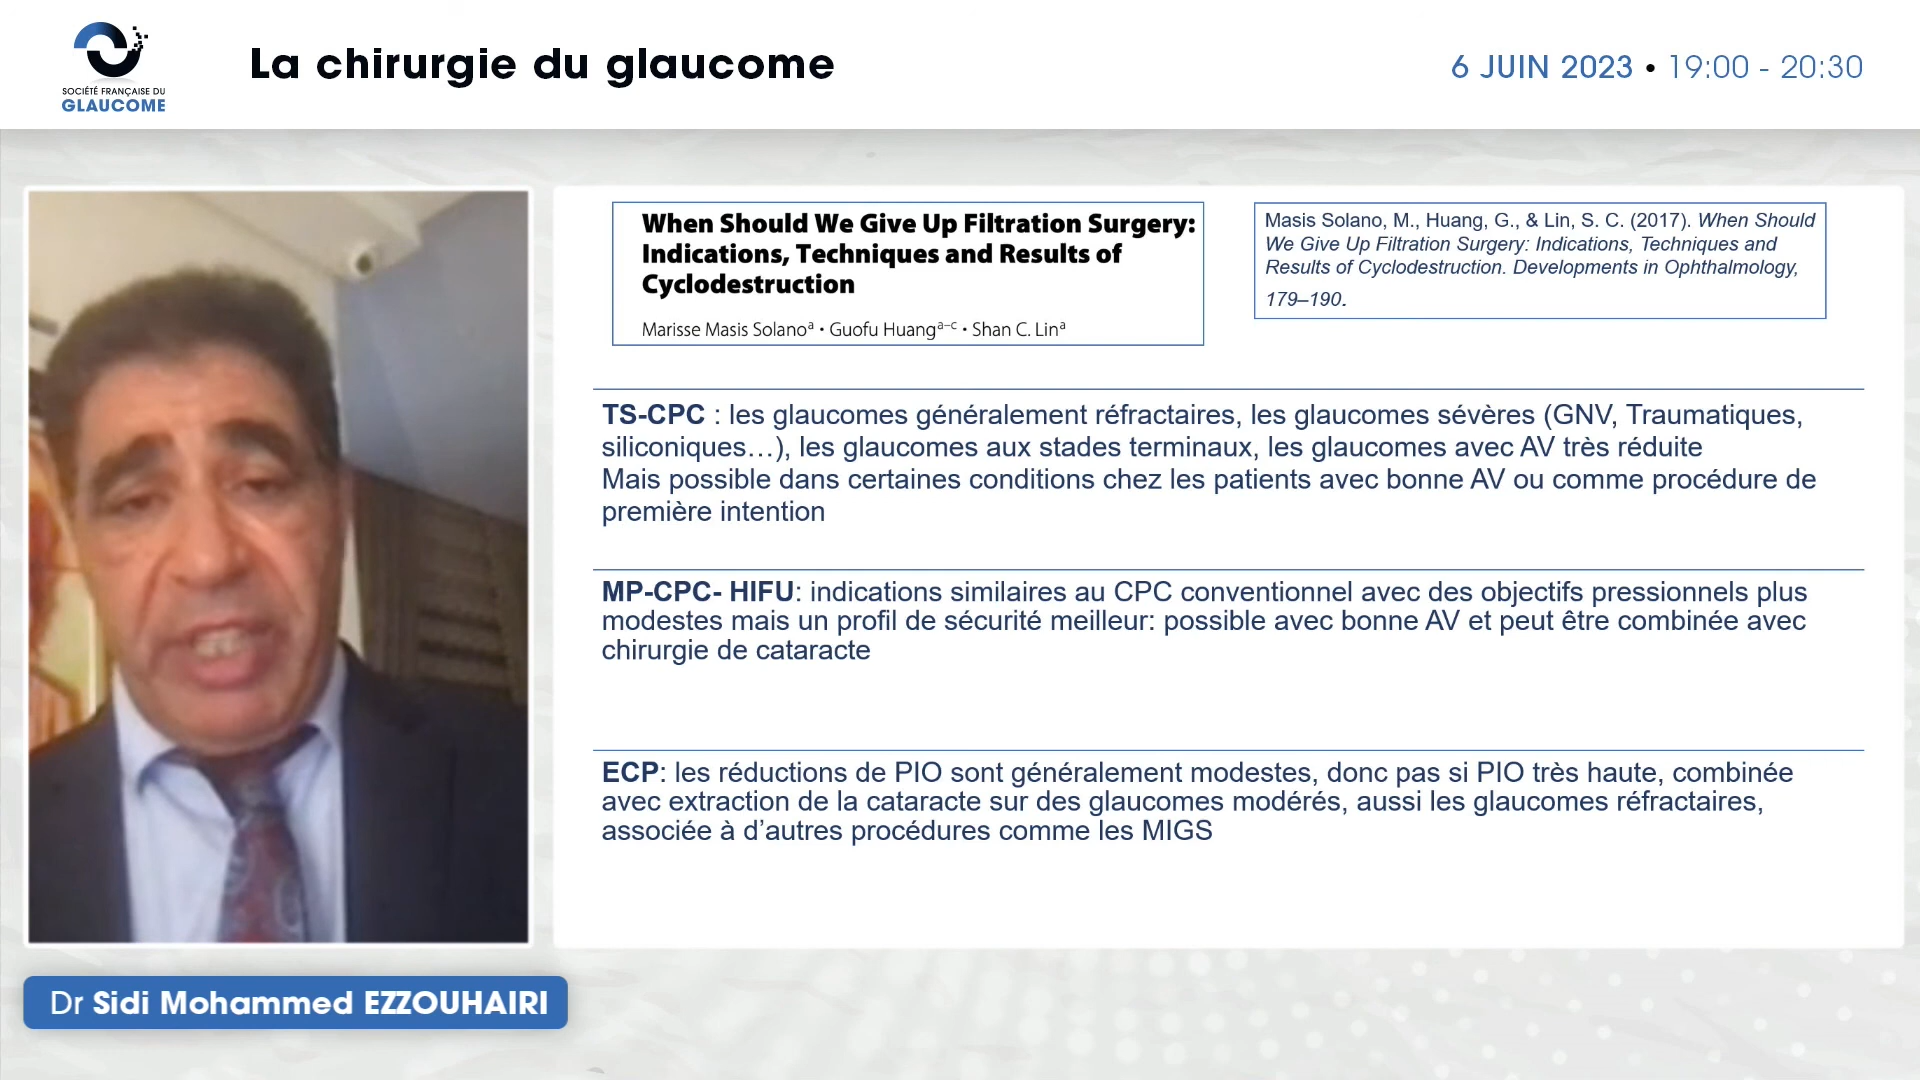 SOCIÉTÉ FRANÇAISE DU
GLAUCOME
La chirurgie du glaucome
6 JUIN 2023 • 19:00 - 20:30
When Should We Give Up Filtration Surgery:
Indications, Techniques and Results of
Cyclodestruction
Marisse Masis Solanoᵃ • Guofu Huangᵃ⁻ᶜ • Shan C. Linᵃ
Masis Solano, M., Huang, G., & Lin, S. C. (2017). When Should
We Give Up Filtration Surgery: Indications, Techniques and
Results of Cyclodestruction. Developments in Ophthalmology,
179–190.
TS-CPC : les glaucomes généralement réfractaires, les glaucomes sévères (GNV, Traumatiques,
siliconiques…), les glaucomes aux stades terminaux, les glaucomes avec AV très réduite
Mais possible dans certaines conditions chez les patients avec bonne AV ou comme procédure de
première intention
MP-CPC- HIFU: indications similaires au CPC conventionnel avec des objectifs pressionnels plus
modestes mais un profil de sécurité meilleur: possible avec bonne AV et peut être combinée avec
chirurgie de cataracte
ECP: les réductions de PIO sont généralement modestes, donc pas si PIO très haute, combinée
avec extraction de la cataracte sur des glaucomes modérés, aussi les glaucomes réfractaires,
associée à d’autres procédures comme les MIGS
Dr Sidi Mohammed EZZOUHAIRI